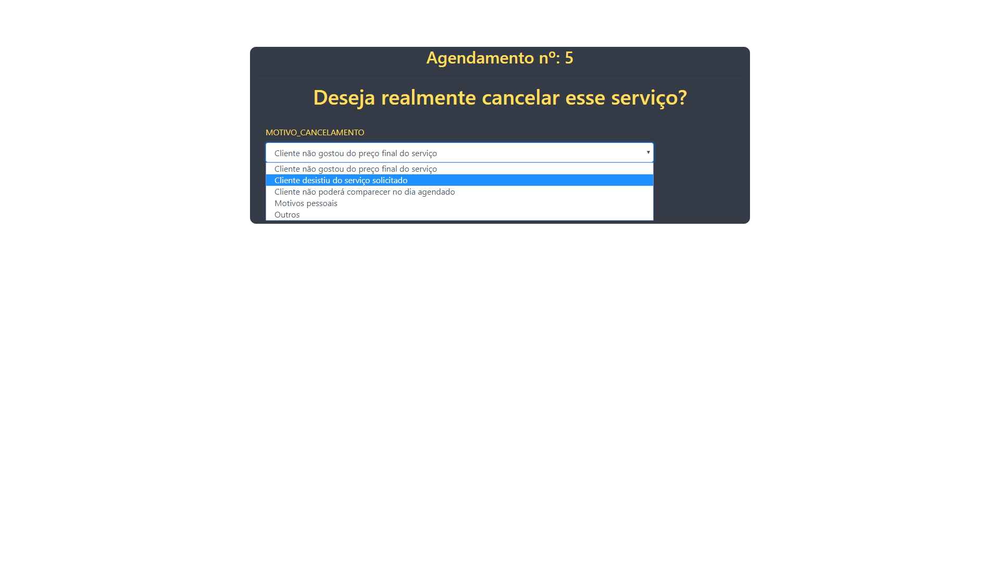 Agendamento nº: 5
Deseja realmente cancelar esse serviço?
MOTIVO_CANCELAMENTO
Cliente não gostou do preço final do serviço
Cliente não gostou do preço final do serviço
Cliente desistiu do serviço solicitado
Cliente não poderá comparecer no dia agendado
Motivos pessoais
Outros